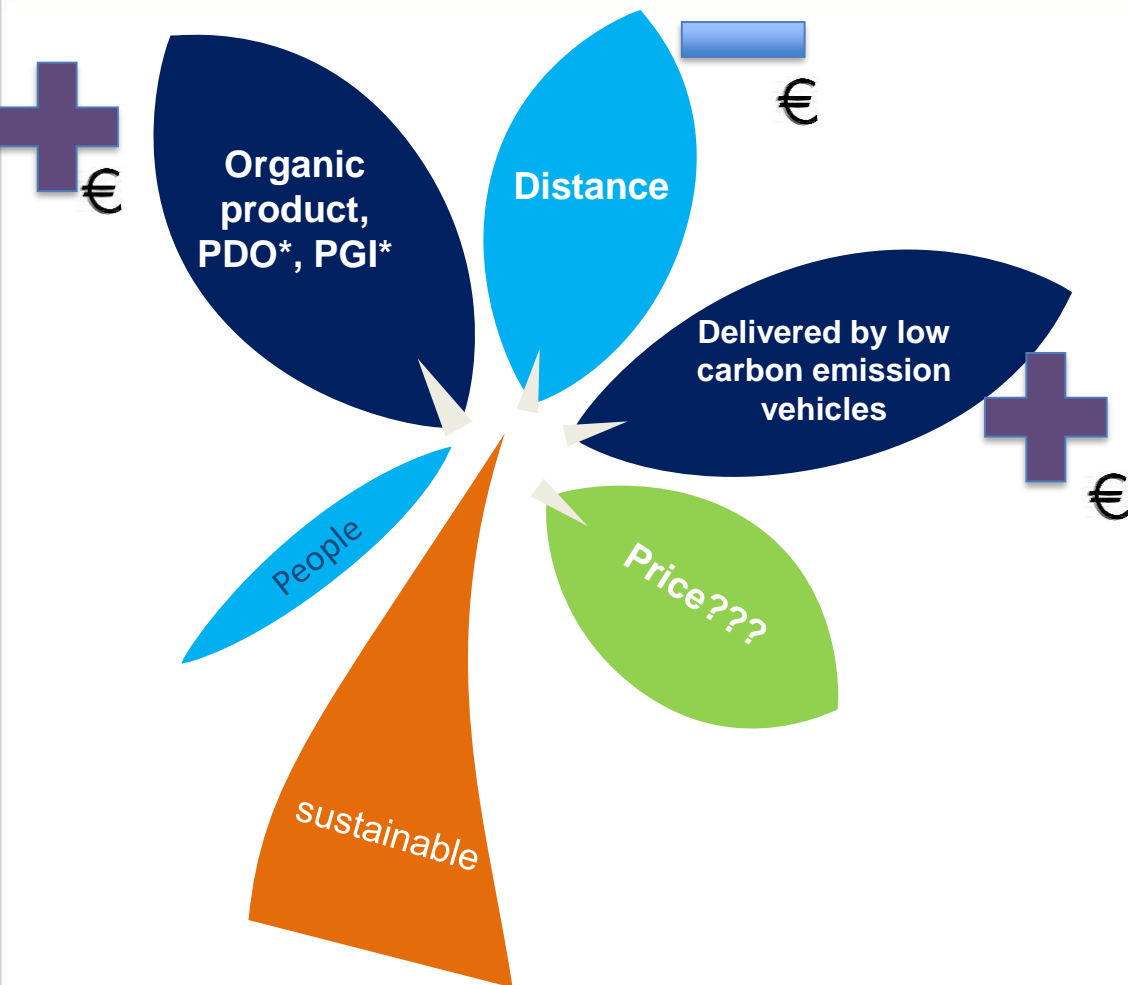 €
Organic
product,
PDO*, PGI*
Distance
€
Delivered by low
carbon emission
vehicles
€
People
Price???
sustainable